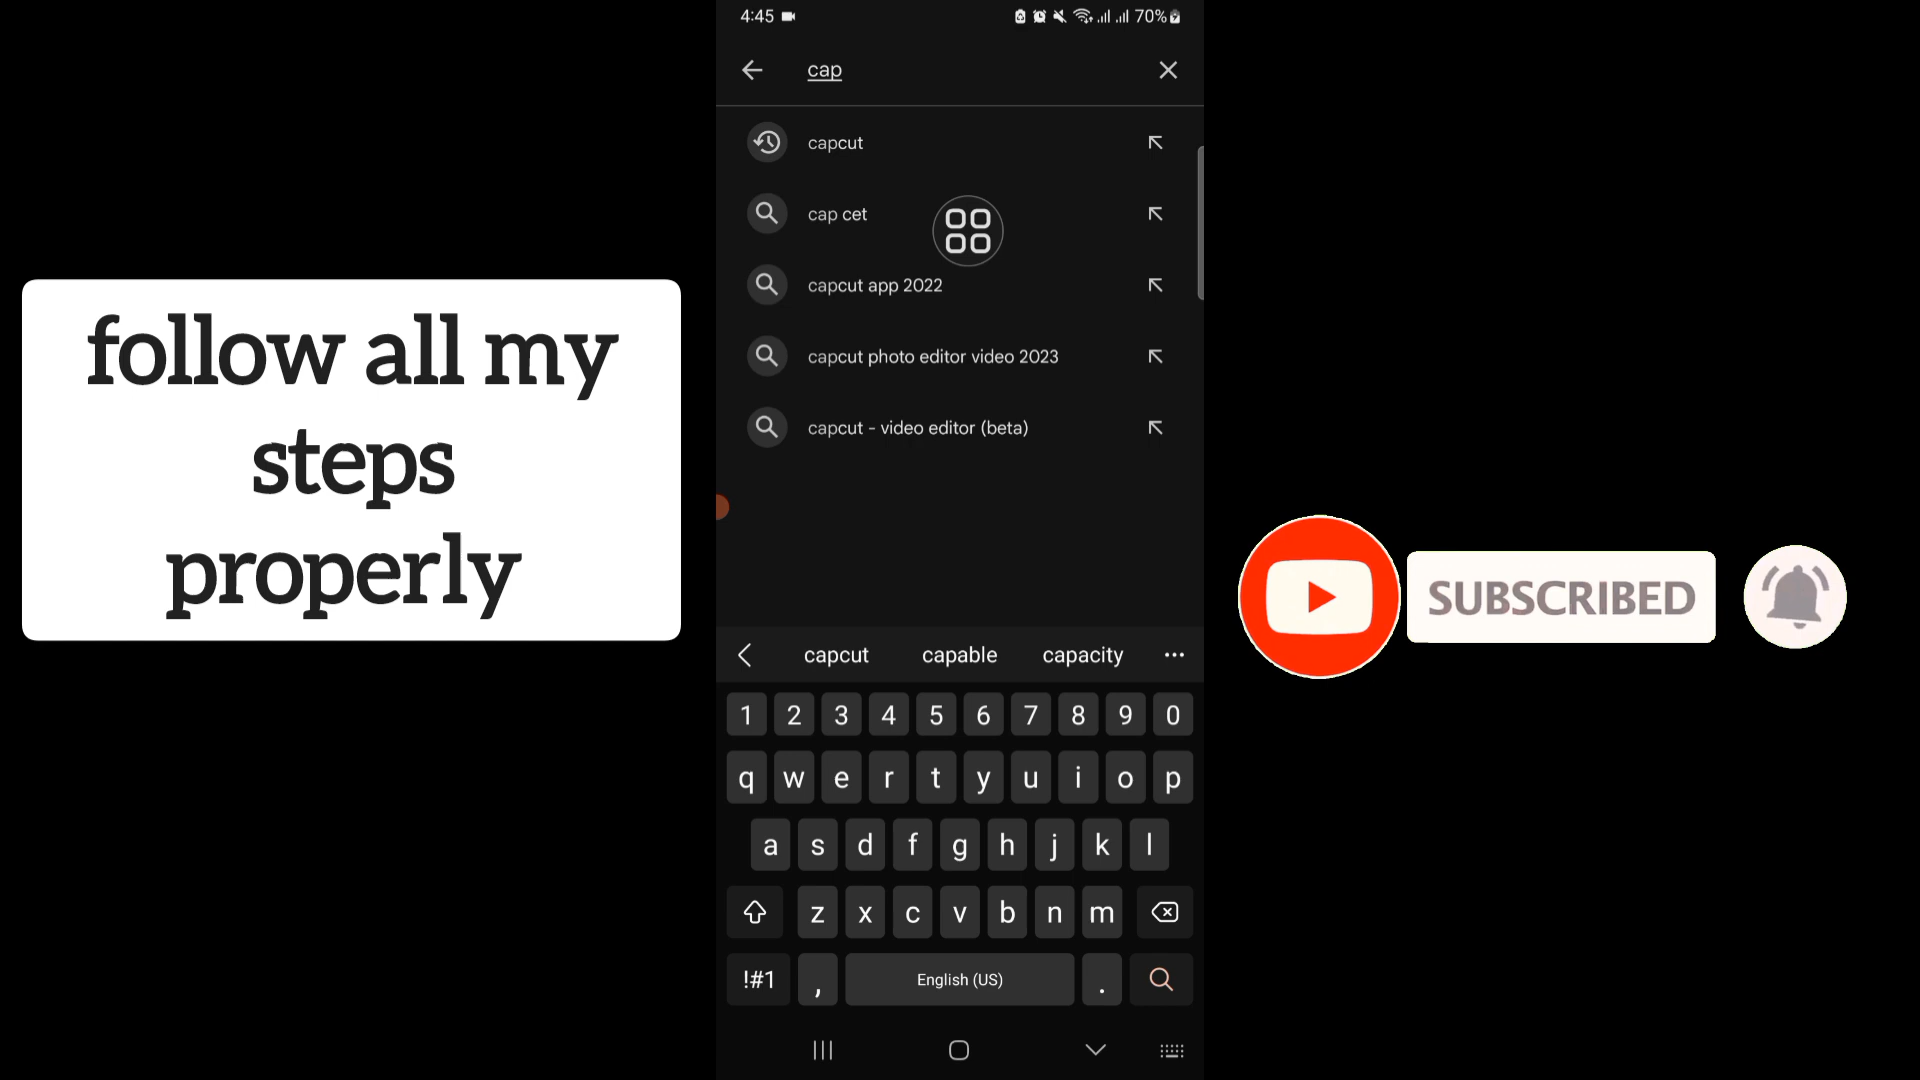 follow all my
steps
properly
4:45
70%
cap
capcut
cap cet
capcut app 2022
capcut photo editor video 2023
capcut - video editor (beta)
capcut capable capacity ...
1 2 3 4 5 6 7 8 9 0
q w e r t y u i o p
a s d f g h j k l
z x c v b n m
!#1 , English (US) .
SUBSCRIBED